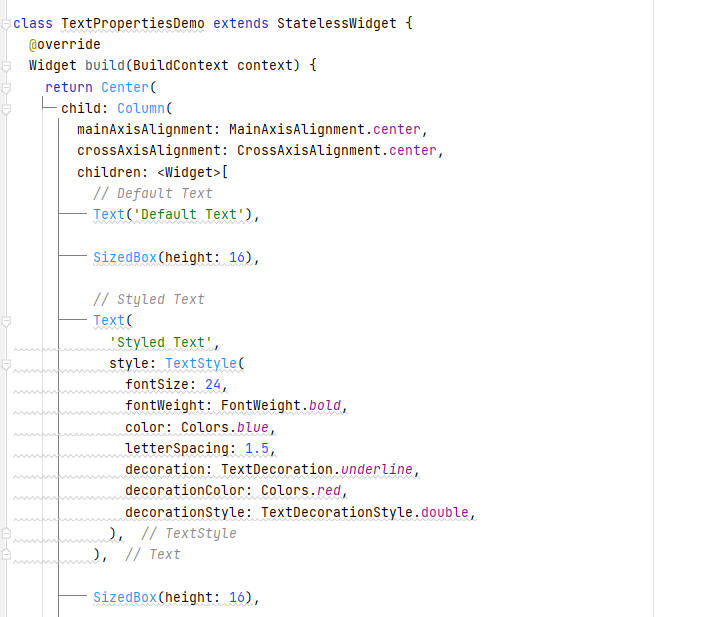 class TextPropertiesDemo extends StatelessWidget {
  @override
  Widget build(BuildContext context) {
    return Center(
      child: Column(
        mainAxisAlignment: MainAxisAlignment.center,
        crossAxisAlignment: CrossAxisAlignment.center,
        children: <Widget>[
          // Default Text
          Text('Default Text'),

          SizedBox(height: 16),

          // Styled Text
          Text(
            'Styled Text',
            style: TextStyle(
              fontSize: 24,
              fontWeight: FontWeight.bold,
              color: Colors.blue,
              letterSpacing: 1.5,
              decoration: TextDecoration.underline,
              decorationColor: Colors.red,
              decorationStyle: TextDecorationStyle.double,
            ),  // TextStyle
          ),  // Text

          SizedBox(height: 16),